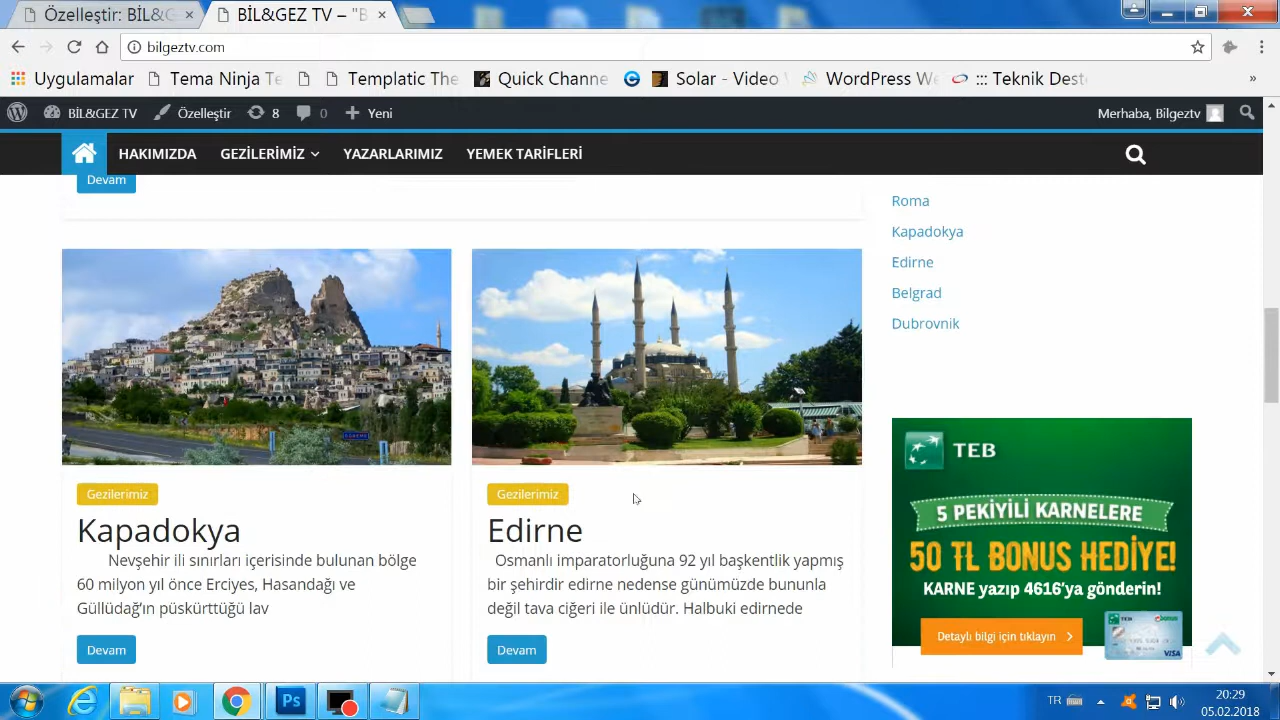 Özelleştir: BİL&G
BİL&GEZ TV – "B
bilgeztv.com
Uygulamalar
Tema Ninja Te
Templatic The
Quick Channe
Solar - Video
WordPress We
::: Teknik Dest
»
BİL&GEZ TV
Özelleştir
8
0
Yeni
Merhaba, Bilgeztv
HAKIMIZDA
GEZİLERİMİZ
YAZARLARIMIZ
YEMEK TARİFLERİ
Devam
Roma
Kapadokya
Edirne
Belgrad
Dubrovnik
Gezilerimiz
Kapadokya
Nevşehir ili sınırları içerisinde bulunan bölge
60 milyon yıl önce Erciyes, Hasandağı ve
Güllüdağ’ın püskürttüğü lav
Devam
Gezilerimiz
Edirne
Osmanlı imparatorluğuna 92 yıl başkentlik yapmış
bir şehirdir edirne nedense günümüzde bununla
değil tava ciğeri ile ünlüdür. Halbuki edirnede
Devam
TEB
5 PEKİYİLİ KARNELERE
50 TL BONUS HEDİYE!
KARNE yazıp 4616'ya gönderin!
Detaylı bilgi için tıklayın
TEB
VISA
Ps
TR
20:29
05.02.2018